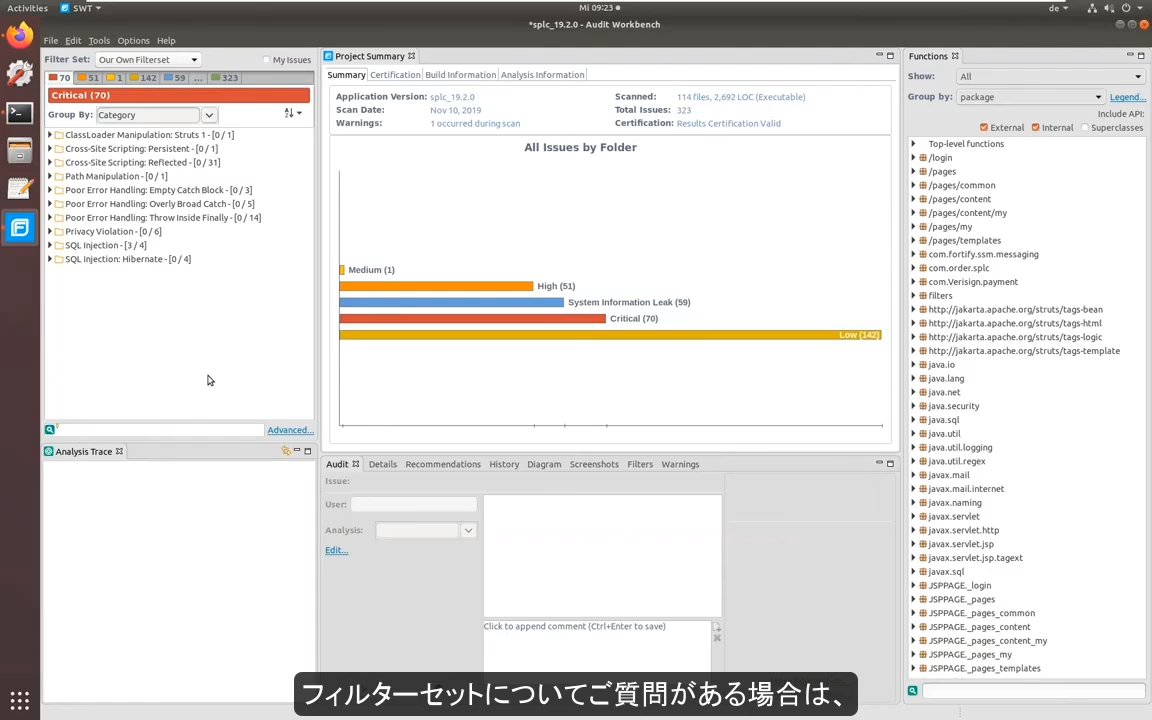 Activities SWT Mi 09:23 de
*splc_19.2.0 - Audit Workbench
File Edit Tools Options Help
Filter Set: Our Own Filterset My Issues
70 51 1 142 59 ... 323
Critical (70)
Group By: Category
ClassLoader Manipulation: Struts 1 - [0 / 1]
Cross-Site Scripting: Persistent - [0 / 1]
Cross-Site Scripting: Reflected - [0 / 31]
Path Manipulation - [0 / 1]
Poor Error Handling: Empty Catch Block - [0 / 3]
Poor Error Handling: Overly Broad Catch - [0 / 5]
Poor Error Handling: Throw Inside Finally - [0 / 14]
Privacy Violation - [0 / 6]
SQL Injection - [3 / 4]
SQL Injection: Hibernate - [0 / 4]
Advanced...
Analysis Trace
Project Summary
Summary Certification Build Information Analysis Information
Application Version: splc_19.2.0 Scanned: 114 files, 2,692 LOC (Executable)
Scan Date: Nov 10, 2019 Total Issues: 323
Warnings: 1 occurred during scan Certification: Results Certification Valid
All Issues by Folder
Medium (1)
High (51)
System Information Leak (59)
Critical (70)
Low (142)
Audit Details Recommendations History Diagram Screenshots Filters Warnings
Issue:
User:
Analysis:
Edit...
Click to append comment (Ctrl+Enter to save)
Functions
Show: All
Group by: package Legend...
Include API:
External Internal Superclasses
Top-level functions
/login
/pages
/pages/common
/pages/content
/pages/content/my
/pages/my
/pages/templates
com.fortify.ssm.messaging
com.order.splc
com.Verisign.payment
filters
http://jakarta.apache.org/struts/tags-bean
http://jakarta.apache.org/struts/tags-html
http://jakarta.apache.org/struts/tags-logic
http://jakarta.apache.org/struts/tags-template
java.io
java.lang
java.net
java.security
java.sql
java.util
java.util.logging
java.util.regex
javax.mail
javax.mail.internet
javax.naming
javax.servlet
javax.servlet.http
javax.servlet.jsp
javax.servlet.jsp.tagext
javax.sql
JSPPAGE._login
JSPPAGE._pages
JSPPAGE._pages_common
JSPPAGE._pages_content
JSPPAGE._pages_content_my
JSPPAGE._pages_my
JSPPAGE._pages_templates
フィルターセットについてご質問がある場合は、